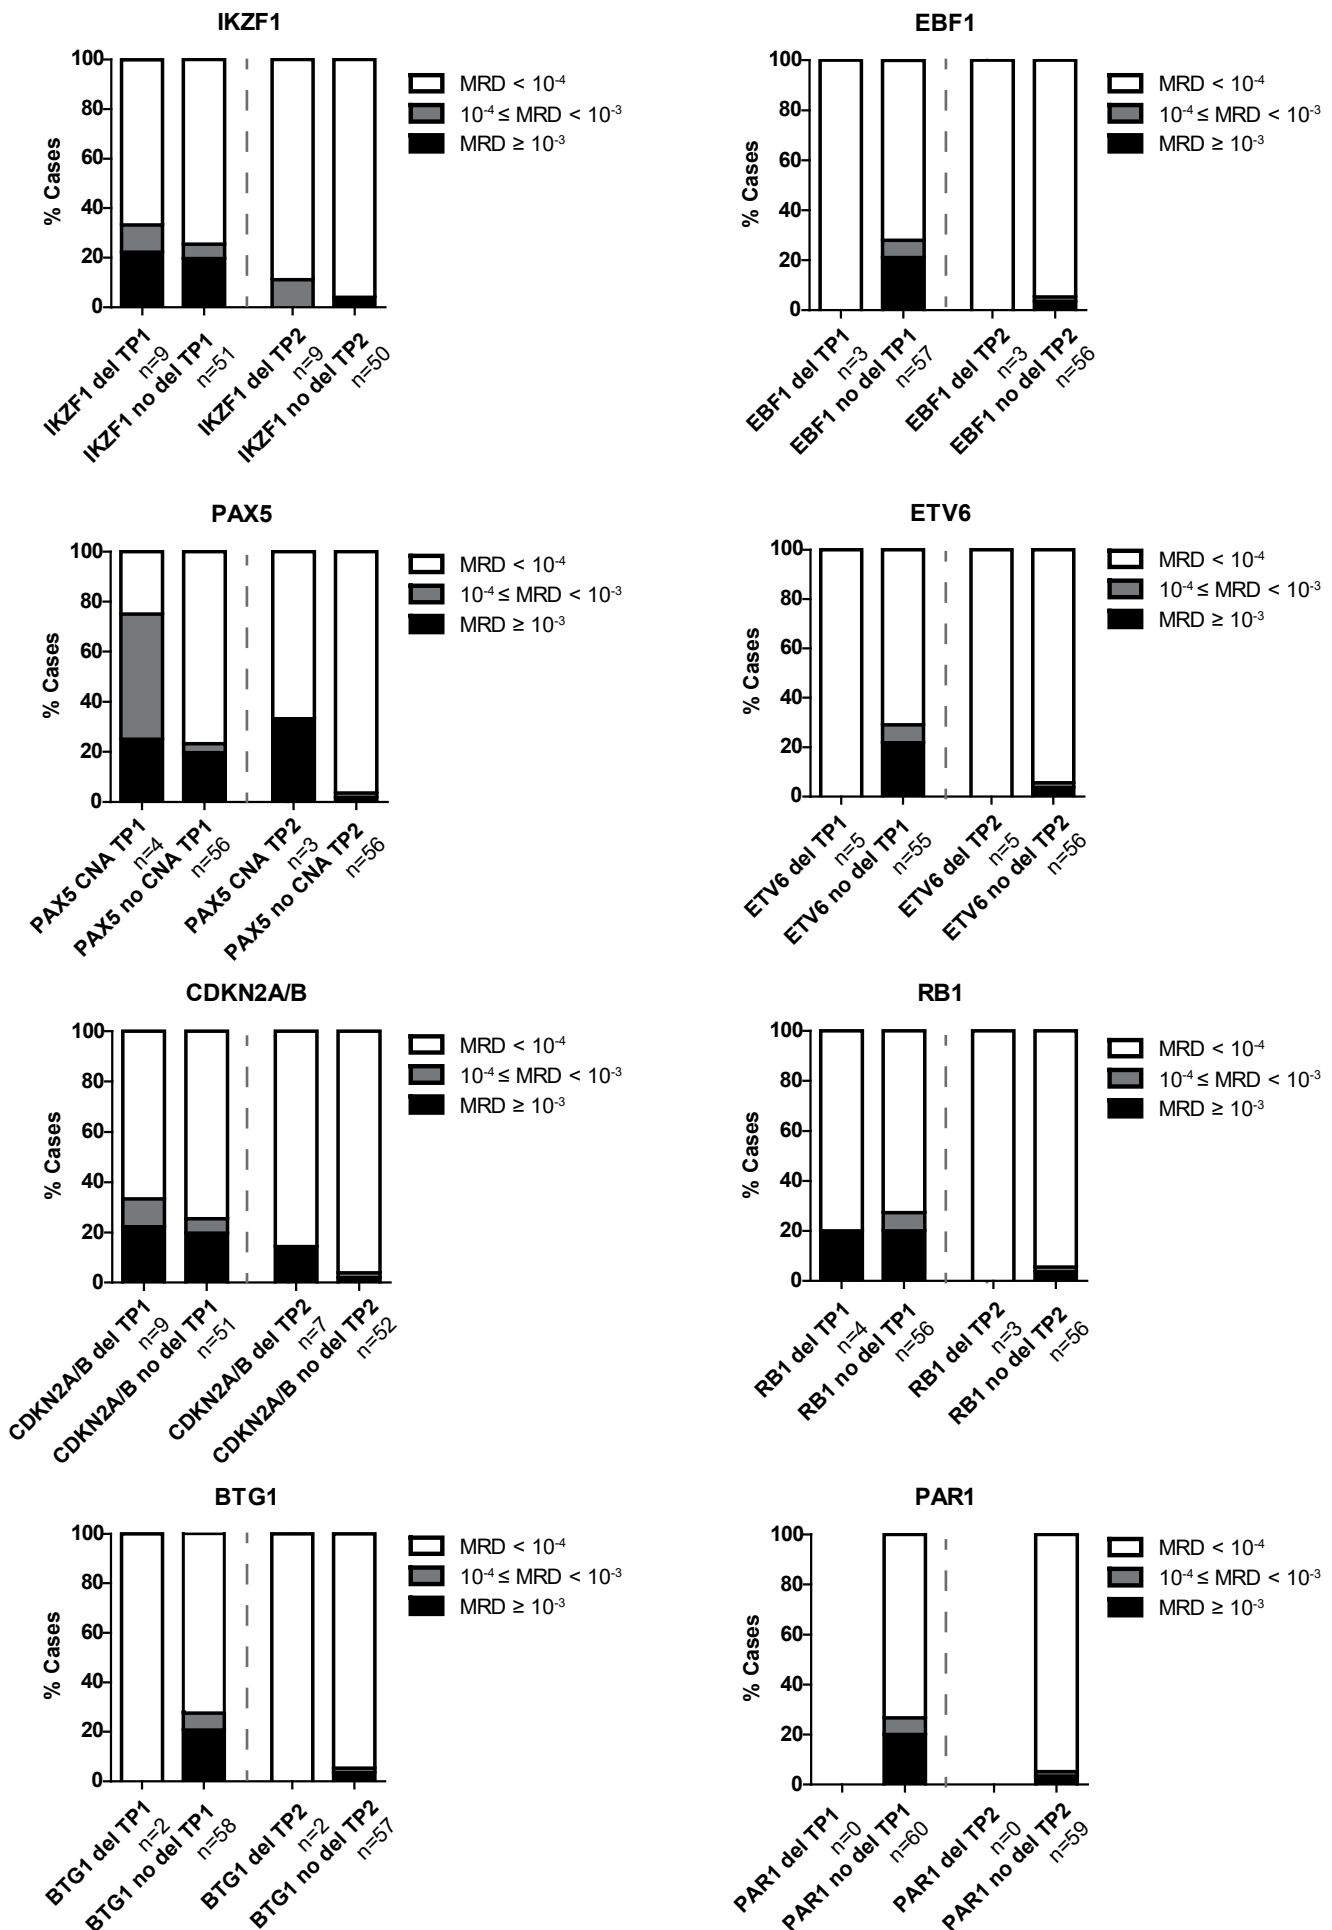 IKZF1
100
80
60
40
20
0
% Cases
MRD < 10-4
10-4 ≤ MRD < 10-3
MRD ≥ 10-3
IKZF1 del TP1
n=9
IKZF1 no del TP1
n=51
IKZF1 del TP2
n=9
IKZF1 no del TP2
n=50
EBF1
100
80
60
40
20
0
% Cases
MRD < 10-4
10-4 ≤ MRD < 10-3
MRD ≥ 10-3
EBF1 del TP1
n=3
EBF1 no del TP1
n=57
EBF1 del TP2
n=3
EBF1 no del TP2
n=56
PAX5
100
80
60
40
20
0
% Cases
MRD < 10-4
10-4 ≤ MRD < 10-3
MRD ≥ 10-3
PAX5 CNA TP1
n=4
PAX5 no CNA TP1
n=56
PAX5 CNA TP2
n=3
PAX5 no CNA TP2
n=56
ETV6
100
80
60
40
20
0
% Cases
MRD < 10-4
10-4 ≤ MRD < 10-3
MRD ≥ 10-3
ETV6 del TP1
n=5
ETV6 no del TP1
n=55
ETV6 del TP2
n=5
ETV6 no del TP2
n=56
CDKN2A/B
100
80
60
40
20
0
% Cases
MRD < 10-4
10-4 ≤ MRD < 10-3
MRD ≥ 10-3
CDKN2A/B del TP1
n=9
CDKN2A/B no del TP1
n=51
CDKN2A/B del TP2
n=7
CDKN2A/B no del TP2
n=52
RB1
100
80
60
40
20
0
% Cases
MRD < 10-4
10-4 ≤ MRD < 10-3
MRD ≥ 10-3
RB1 del TP1
n=4
RB1 no del TP1
n=56
RB1 del TP2
n=3
RB1 no del TP2
n=56
BTG1
100
80
60
40
20
0
% Cases
MRD < 10-4
10-4 ≤ MRD < 10-3
MRD ≥ 10-3
BTG1 del TP1
n=2
BTG1 no del TP1
n=58
BTG1 del TP2
n=2
BTG1 no del TP2
n=57
PAR1
100
80
60
40
20
0
% Cases
MRD < 10-4
10-4 ≤ MRD < 10-3
MRD ≥ 10-3
PAR1 del TP1
n=0
PAR1 no del TP1
n=60
PAR1 del TP2
n=0
PAR1 no del TP2
n=59